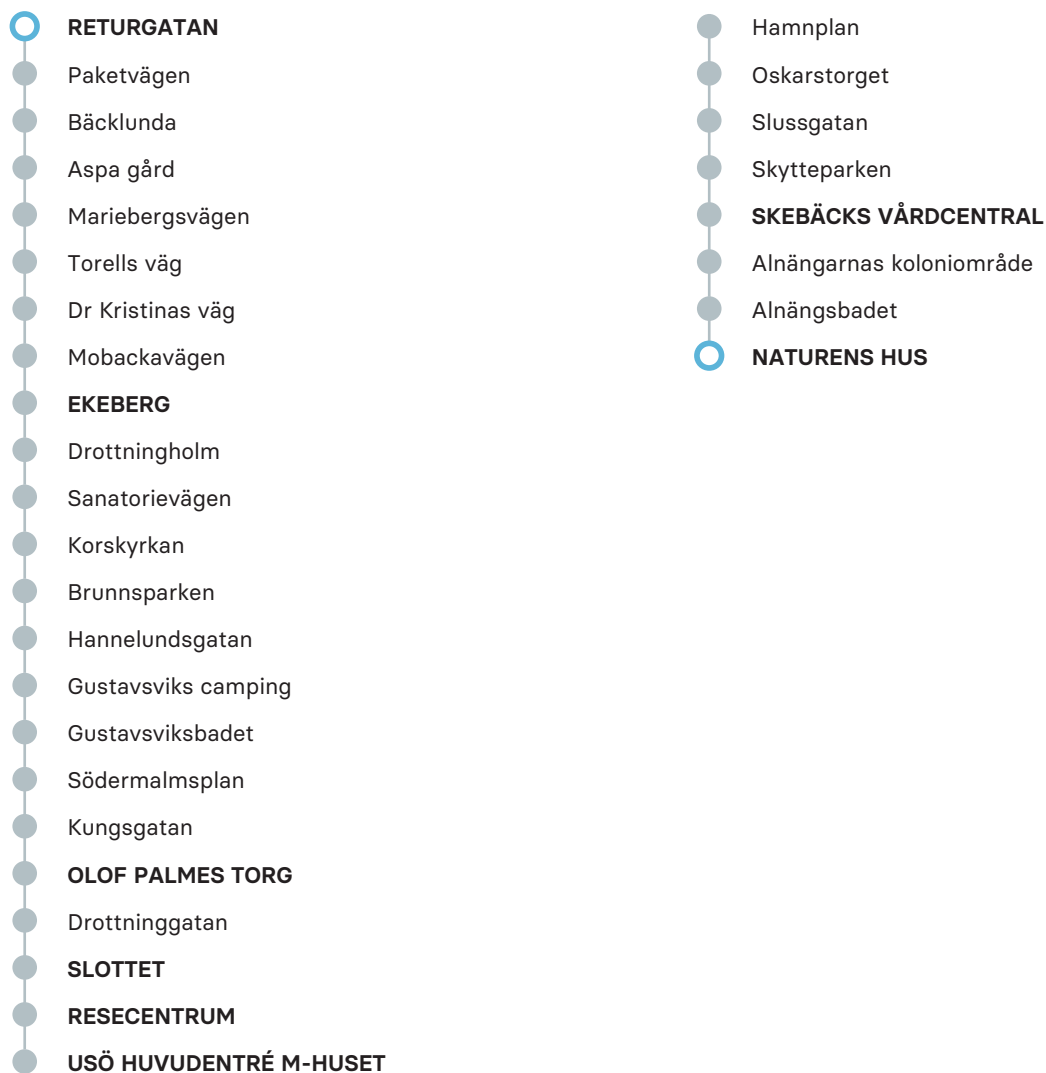 RETURGATAN
Paketvägen
Bäcklunda
Aspa gård
Mariebergsvägen
Torells väg
Dr Kristinas väg
Mobackavägen
EKEBERG
Drottningholm
Sanatorievägen
Korskyrkan
Brunnsparken
Hannelundsgatan
Gustavsviks camping
Gustavsviksbadet
Södermalmsplan
Kungsgatan
OLOF PALMES TORG
Drottninggatan
SLOTTET
RESECENTRUM
USÖ HUVUDENTRÉ M-HUSET
Hamnplan
Oskarstorget
Slussgatan
Skytteparken
SKEBÄCKS VÅRDCENTRAL
Alnängarnas koloniområde
Alnängsbadet
NATURENS HUS